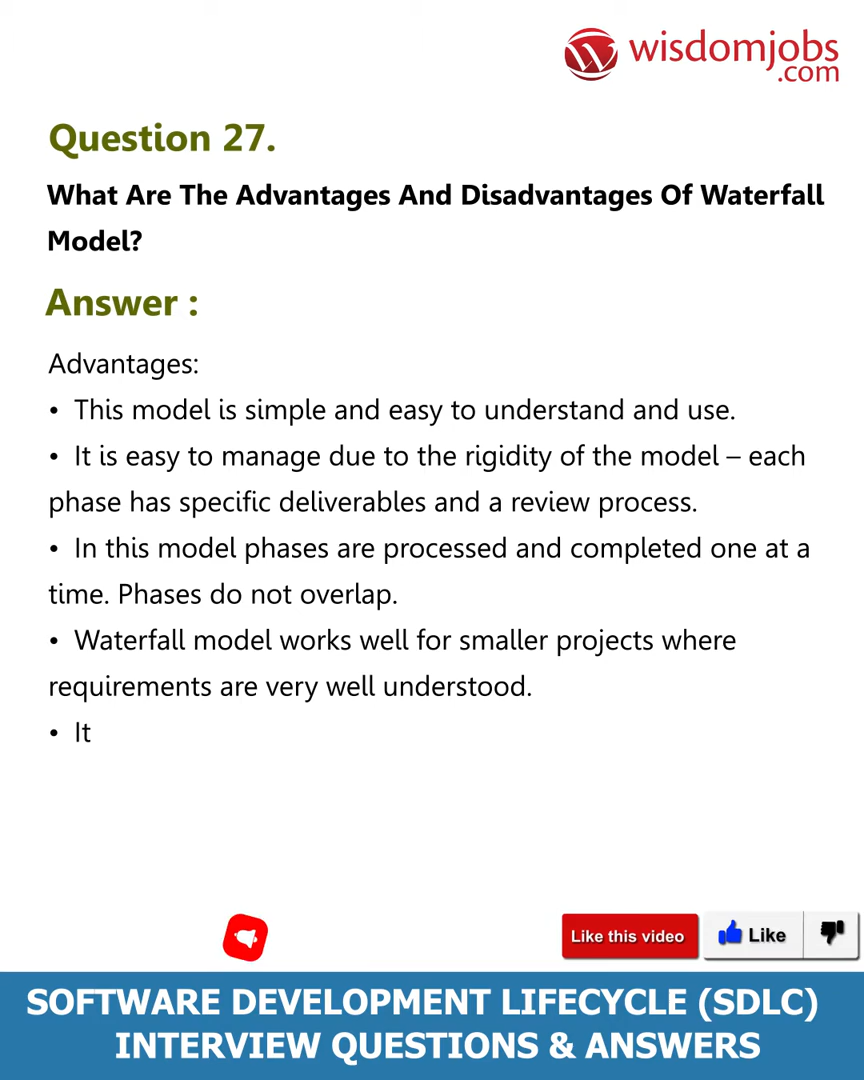 wisdomjobs
.com
Question 27.
What Are The Advantages And Disadvantages Of Waterfall
Model?
Answer :
Advantages:
• This model is simple and easy to understand and use.
• It is easy to manage due to the rigidity of the model – each
phase has specific deliverables and a review process.
• In this model phases are processed and completed one at a
time. Phases do not overlap.
• Waterfall model works well for smaller projects where
requirements are very well understood.
• It
Like this video
Like
SOFTWARE DEVELOPMENT LIFECYCLE (SDLC)
INTERVIEW QUESTIONS & ANSWERS